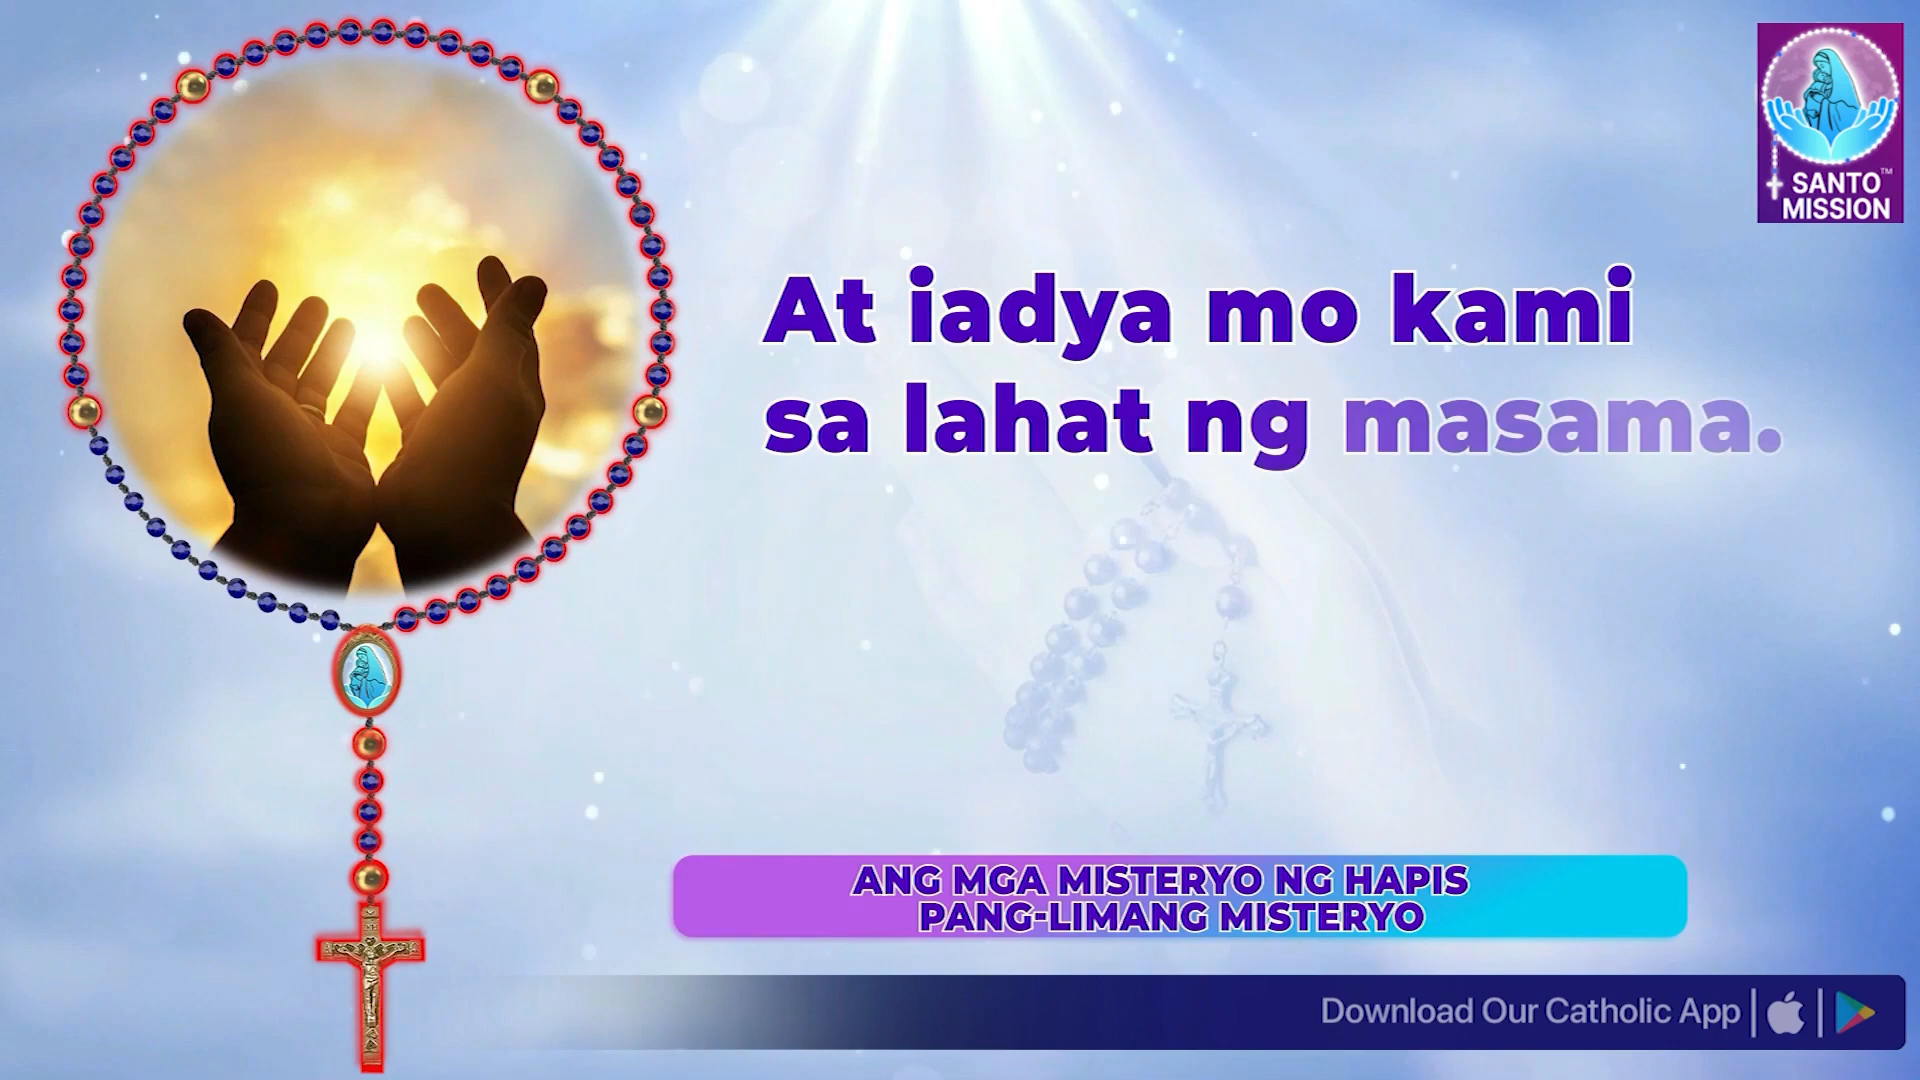 SANTO™
MISSION
At iadya mo kami
sa lahat ng masama.
ANG MGA MISTERYO NG HAPIS
PANG-LIMANG MISTERYO
Download Our Catholic App